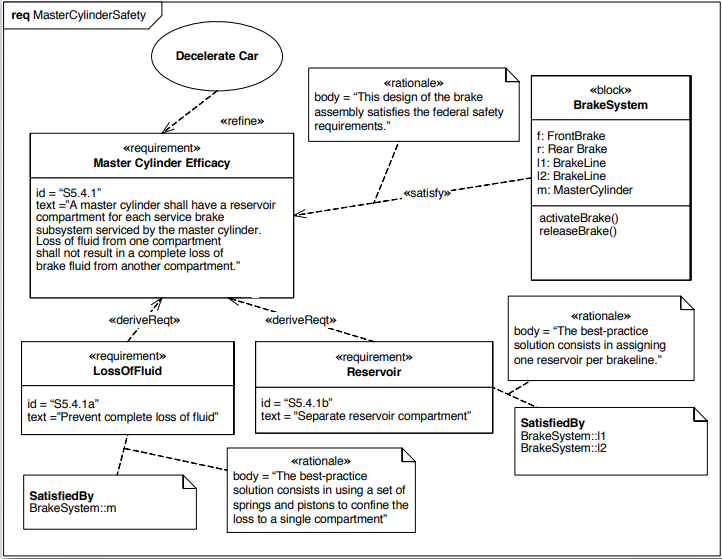 req MasterCylinderSafety
Decelerate Car
«refine»
«rationale»
body = “This design of the brake
assembly satisfies the federal safety
requirements.”
«block»
BrakeSystem
f: FrontBrake
r: Rear Brake
l1: BrakeLine
l2: BrakeLine
m: MasterCylinder
activateBrake()
releaseBrake()
«requirement»
Master Cylinder Efficacy
id = “S5.4.1”
text =”A master cylinder shall have a reservoir
compartment for each service brake
subsystem serviced by the master cylinder.
Loss of fluid from one compartment
shall not result in a complete loss of
brake fluid from another compartment.”
«satisfy»
«deriveReqt»
«deriveReqt»
«requirement»
LossOfFluid
id = “S5.4.1a”
text =”Prevent complete loss of fluid”
«requirement»
Reservoir
id = “S5.4.1b”
text = ”Separate reservoir compartment”
«rationale»
body = “The best-practice
solution consists in assigning
one reservoir per brakeline.”
SatisfiedBy
BrakeSystem::l1
BrakeSystem::l2
SatisfiedBy
BrakeSystem::m
«rationale»
body = “The best-practice
solution consists in using a set of
springs and pistons to confine the
loss to a single compartment”